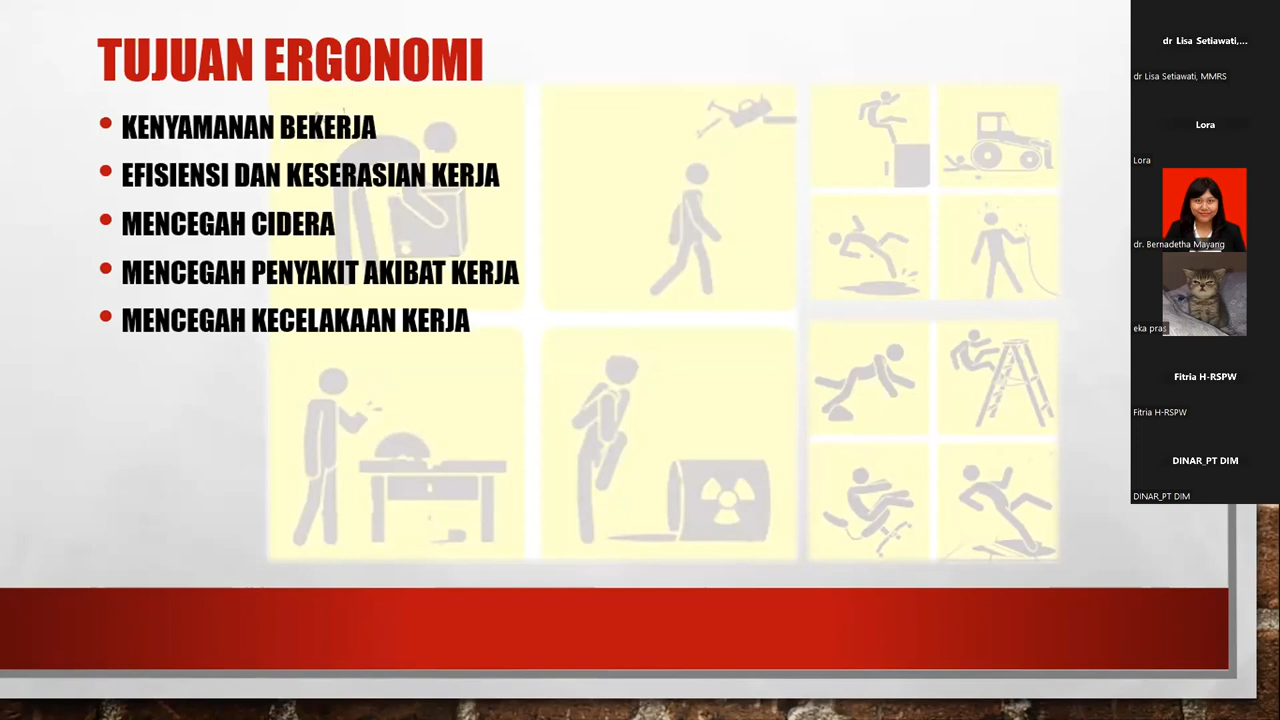 TUJUAN ERGONOMI
KENYAMANAN BEKERJA
EFISIENSI DAN KESERASIAN KERJA
MENCEGAH CIDERA
MENCEGAH PENYAKIT AKIBAT KERJA
MENCEGAH KECELAKAAN KERJA
dr Lisa Setiawati,...
dr Lisa Setiawati, MMRS
Lora
Lora
dr. Bernadetha Mayang
eka pras
Fitria H-RSPW
Fitria H-RSPW
DINAR_PT DIM
DINAR_PT DIM